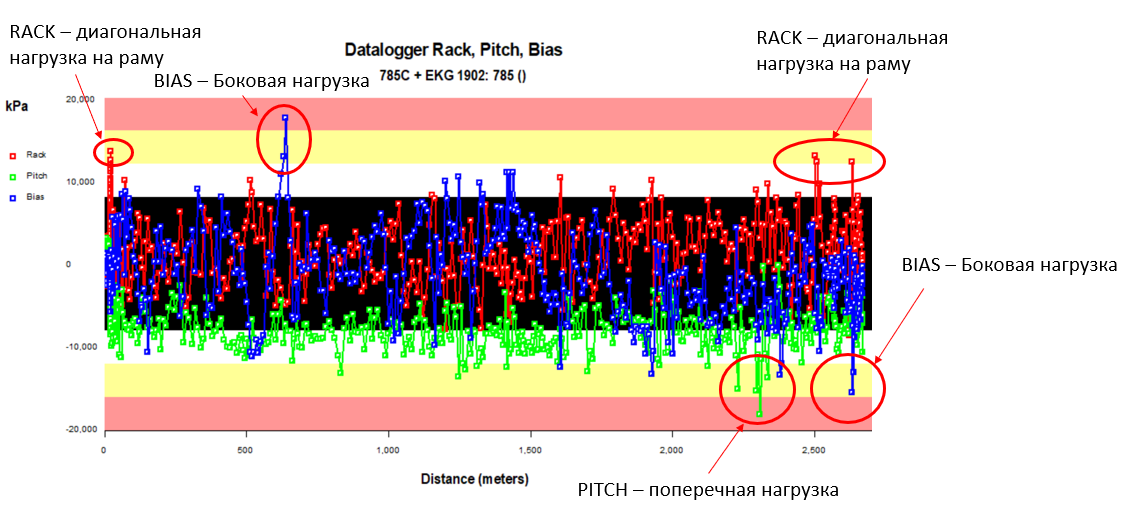 RACK – диагональная
нагрузка на раму
BIAS – Боковая нагрузка
Datalogger Rack, Pitch, Bias
785C + EKG 1902: 785 ()
RACK – диагональная
нагрузка на раму
kPa
Rack
Pitch
Bias
20,000
10,000
0
-10,000
-20,000
BIAS – Боковая нагрузка
0
500
1,000
1,500
2,000
2,500
Distance (meters)
PITCH – поперечная нагрузка